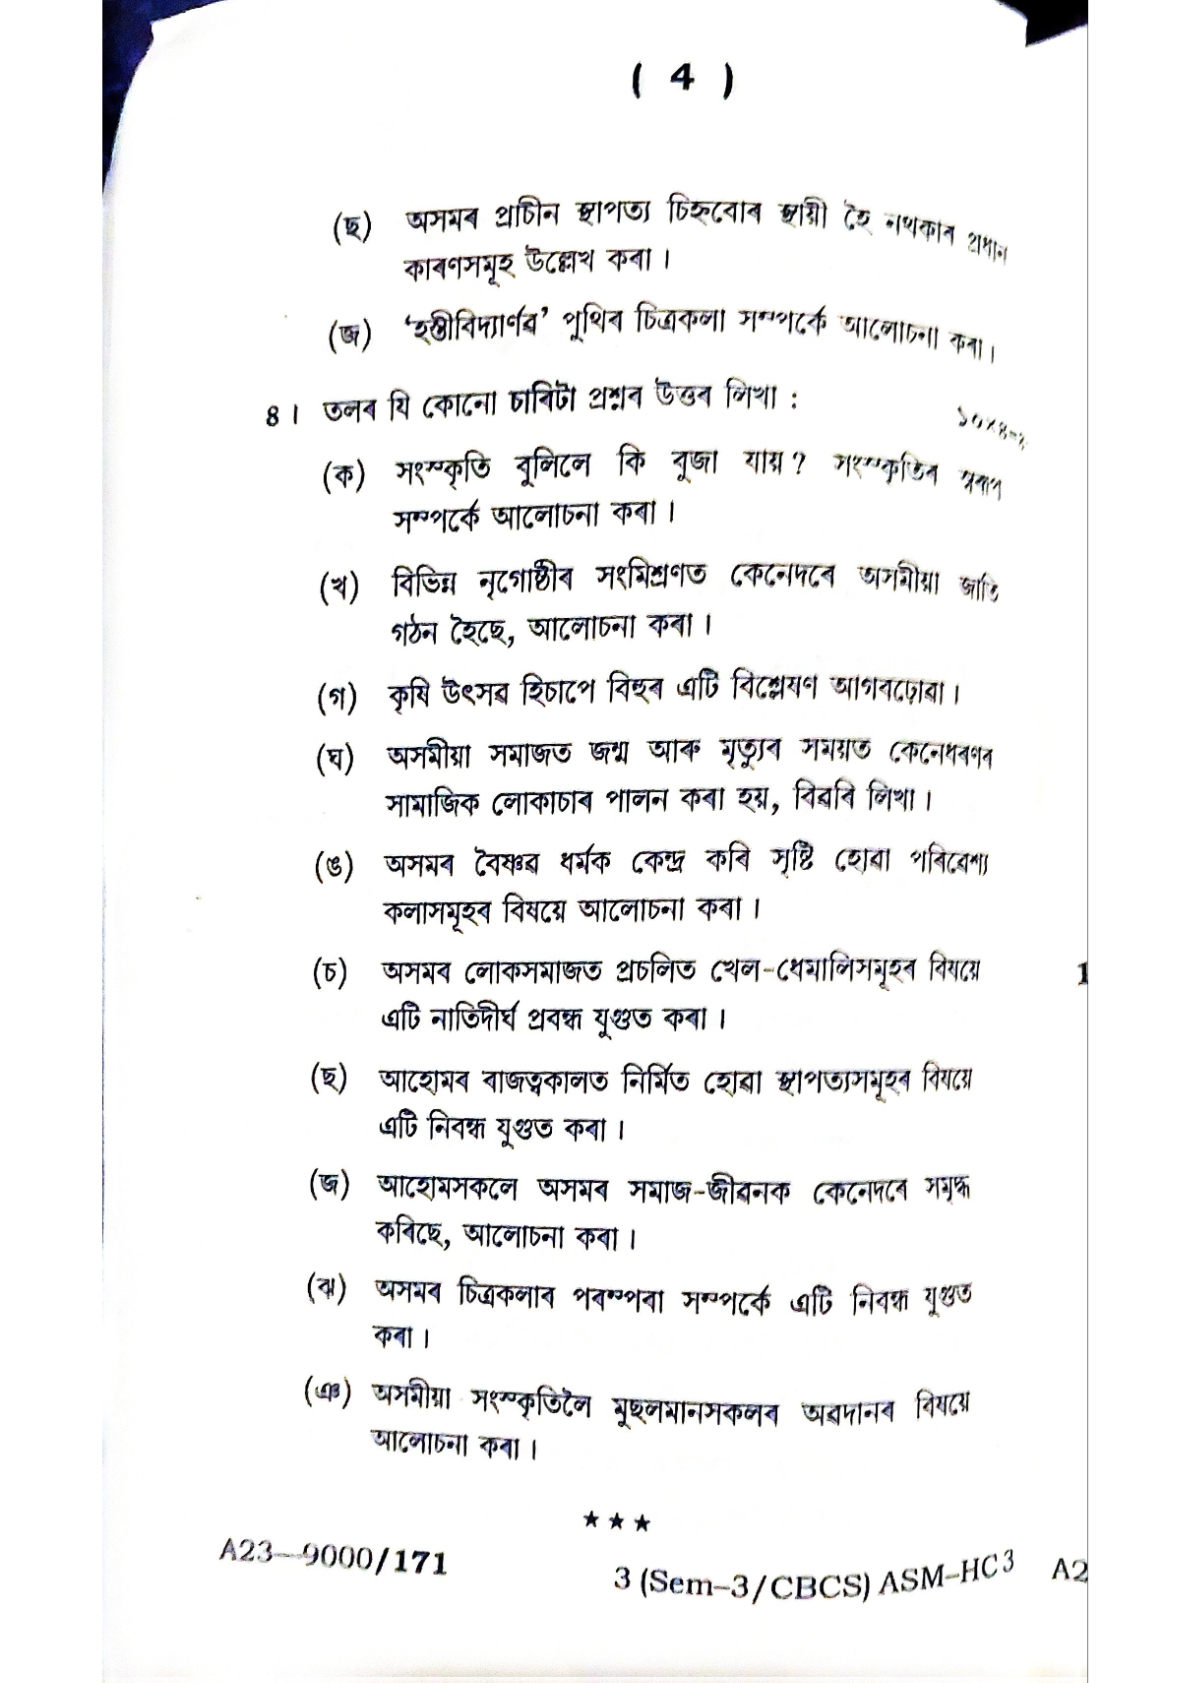 ( 4 )
(ছ) অসমৰ প্ৰাচীন স্থাপত্য চিহ্নবোৰ স্থায়ী হৈ নথকাৰ প্ৰধান
কাৰণসমূহ উল্লেখ কৰা ।
(জ) ‘হস্তীবিদ্যাৰ্ণৱ’ পুথিৰ চিত্ৰকলা সম্পৰ্কে আলোচনা কৰা ।
৪ । তলৰ যি কোনো চাৰিটা প্ৰশ্নৰ উত্তৰ লিখা : ১০×৪=
(ক) সংস্কৃতি বুলিলে কি বুজা যায় ? সংস্কৃতিৰ স্বৰূপ
সম্পৰ্কে আলোচনা কৰা ।
(খ) বিভিন্ন নৃগোষ্ঠীৰ সংমিশ্ৰণত কেনেদৰে অসমীয়া জাতি
গঠন হৈছে, আলোচনা কৰা ।
(গ) কৃষি উৎসৱ হিচাপে বিহুৰ এটি বিশ্লেষণ আগবঢ়োৱা ।
(ঘ) অসমীয়া সমাজত জন্ম আৰু মৃত্যুৰ সময়ত কেনেধৰণৰ
সামাজিক লোকাচাৰ পালন কৰা হয়, বিৱৰি লিখা ।
(ঙ) অসমৰ বৈষ্ণৱ ধৰ্মক কেন্দ্ৰ কৰি সৃষ্টি হোৱা পৰিবেশ্য
কলাসমূহৰ বিষয়ে আলোচনা কৰা ।
(চ) অসমৰ লোকসমাজত প্ৰচলিত খেল-ধেমালিসমূহৰ বিষয়ে
এটি নাতিদীৰ্ঘ প্ৰবন্ধ যুগুত কৰা ।
(ছ) আহোমৰ ৰাজত্বকালত নিৰ্মিত হোৱা স্থাপত্যসমূহৰ বিষয়ে
এটি নিবন্ধ যুগুত কৰা ।
(জ) আহোমসকলে অসমৰ সমাজ-জীৱনক কেনেদৰে সমৃদ্ধ
কৰিছে, আলোচনা কৰা ।
(ঝ) অসমৰ চিত্ৰকলাৰ পৰম্পৰা সম্পৰ্কে এটি নিবন্ধ যুগুত
কৰা ।
(ঞ) অসমীয়া সংস্কৃতিলৈ মুছলমানসকলৰ অৱদানৰ বিষয়ে
আলোচনা কৰা ।
★ ★ ★
A23—9000/171 3 (Sem–3/CBCS) ASM–HC 3 A2